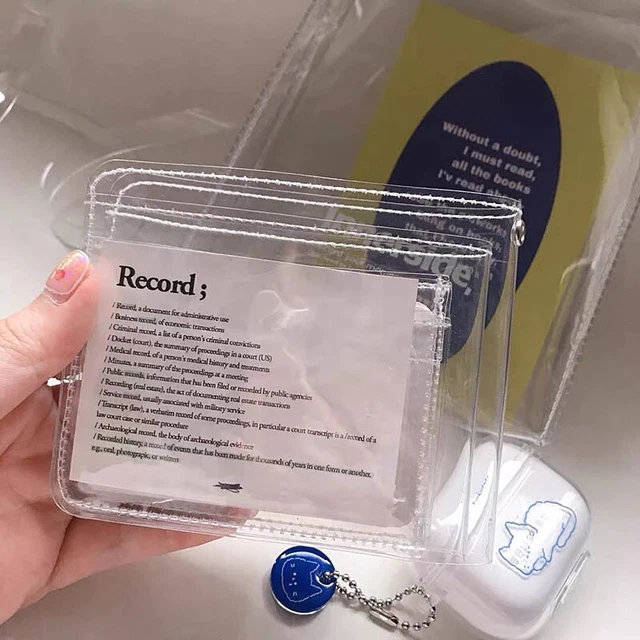 Without a doubt,
I must read,
all the books
I'v read
Innerside,
Record ;
/ Record, a document for administrative use
/ Business record, of economic transactions
/ Criminal record, a list of a person's criminal convictions
/ Docket (court), the summary of proceedings in a court (US)
/ Medical record of a person's medical history and treatments
/ Minutes, a summary of the proceedings at a meeting
/ Public records, information that has been filed or recorded by public agencies
/ Recording (real estate), the act of documenting real estate transactions
/ Service record, usually associated with military service
/ Transcript (law), a verbatim record of some proceedings, in particular a court transcript is a /record of a
law court case or similar procedure
/ Archaeological record, the body of archaeological evidence
/ Recorded history, a record of events that has been made for thousands of years in one form or another.
e.g., oral, photograpic, or written